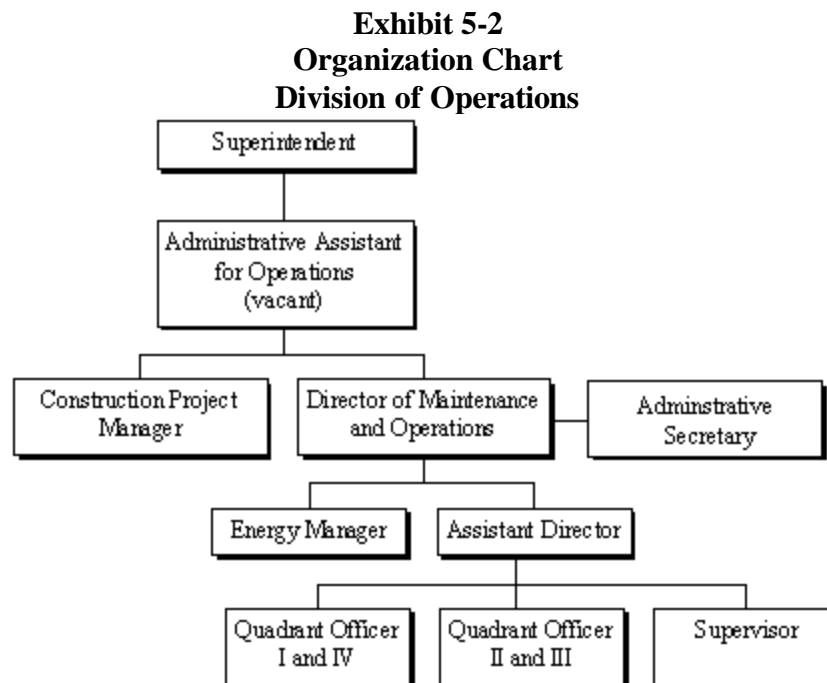 Exhibit 5-2
Organization Chart
Division of Operations
Superintendent
Administrative Assistant
for Operations
(vacant)
Construction Project
Manager
Director of Maintenance
and Operations
Adminstrative
Secretary
Energy Manager
Assistant Director
Quadrant Officer
I and IV
Quadrant Officer
II and III
Supervisor